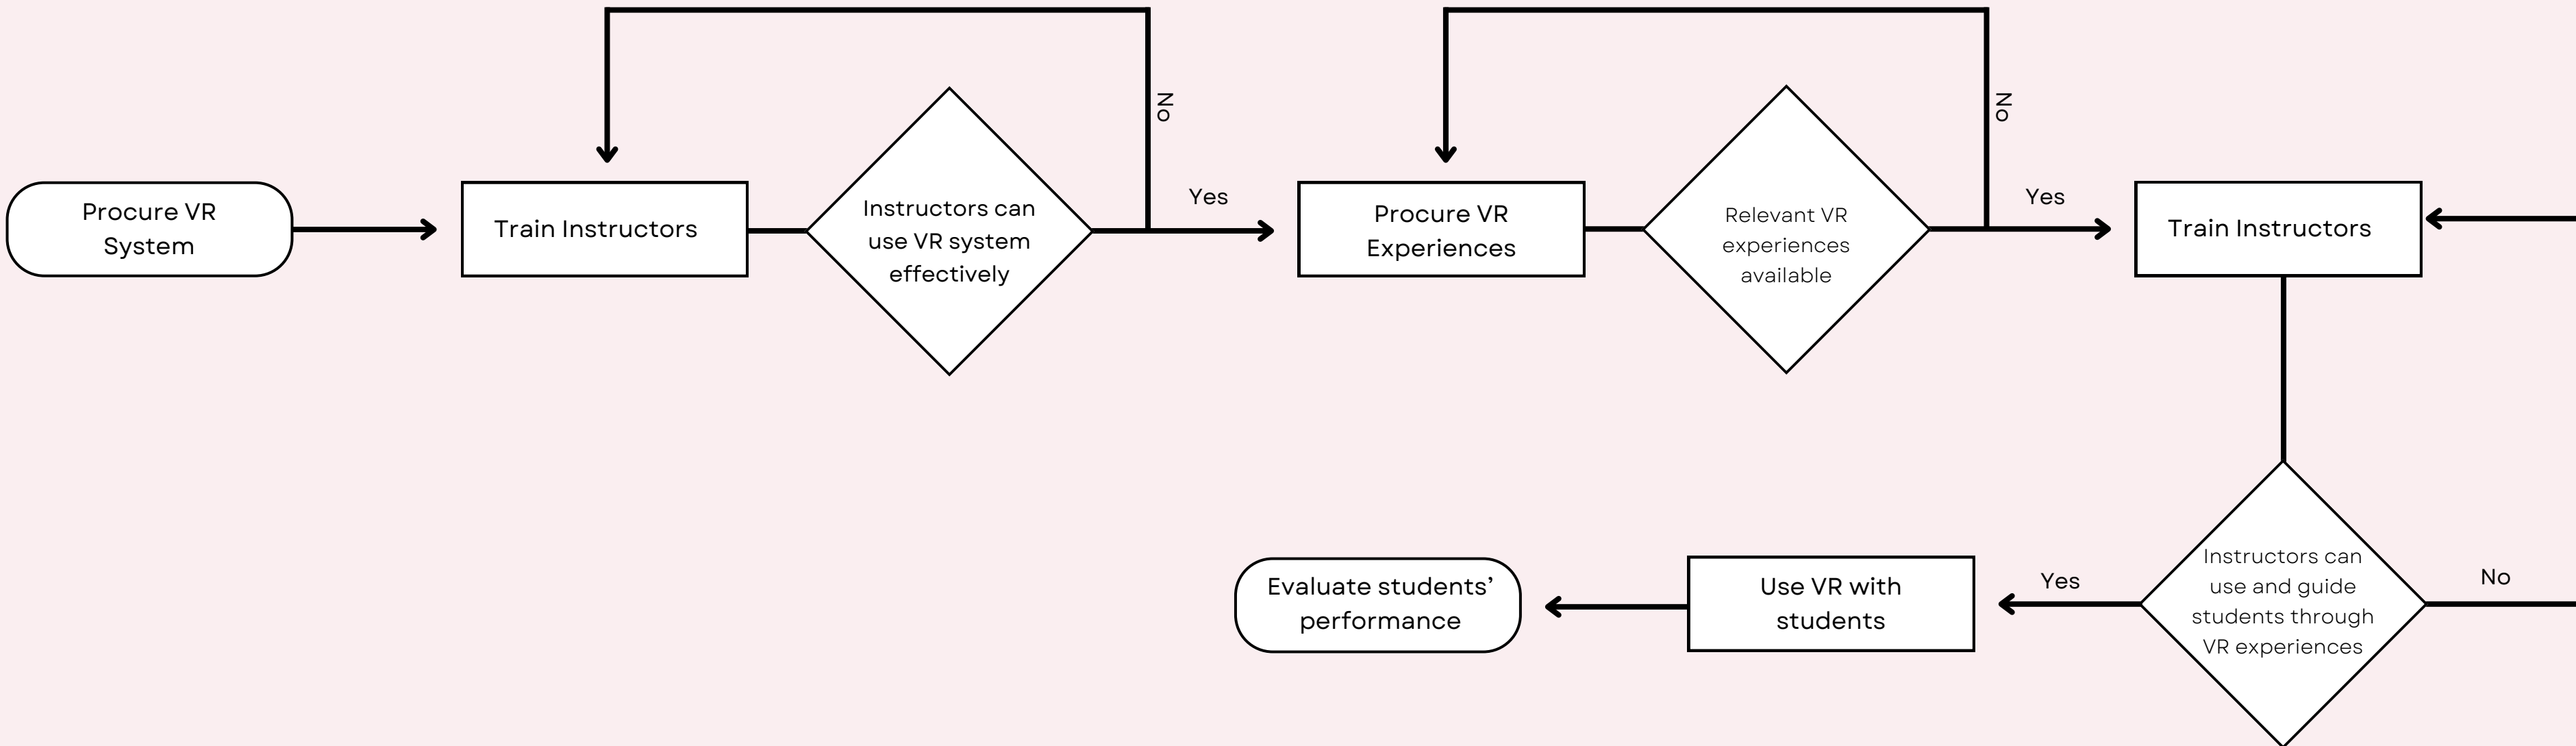 Procure VR
System
Train Instructors
Instructors can
use VR system
effectively
No
Yes
Procure VR
Experiences
Relevant VR
experiences
available
No
Yes
Train Instructors
Instructors can
use and guide
students through
VR experiences
No
Yes
Use VR with
students
Evaluate students’
performance